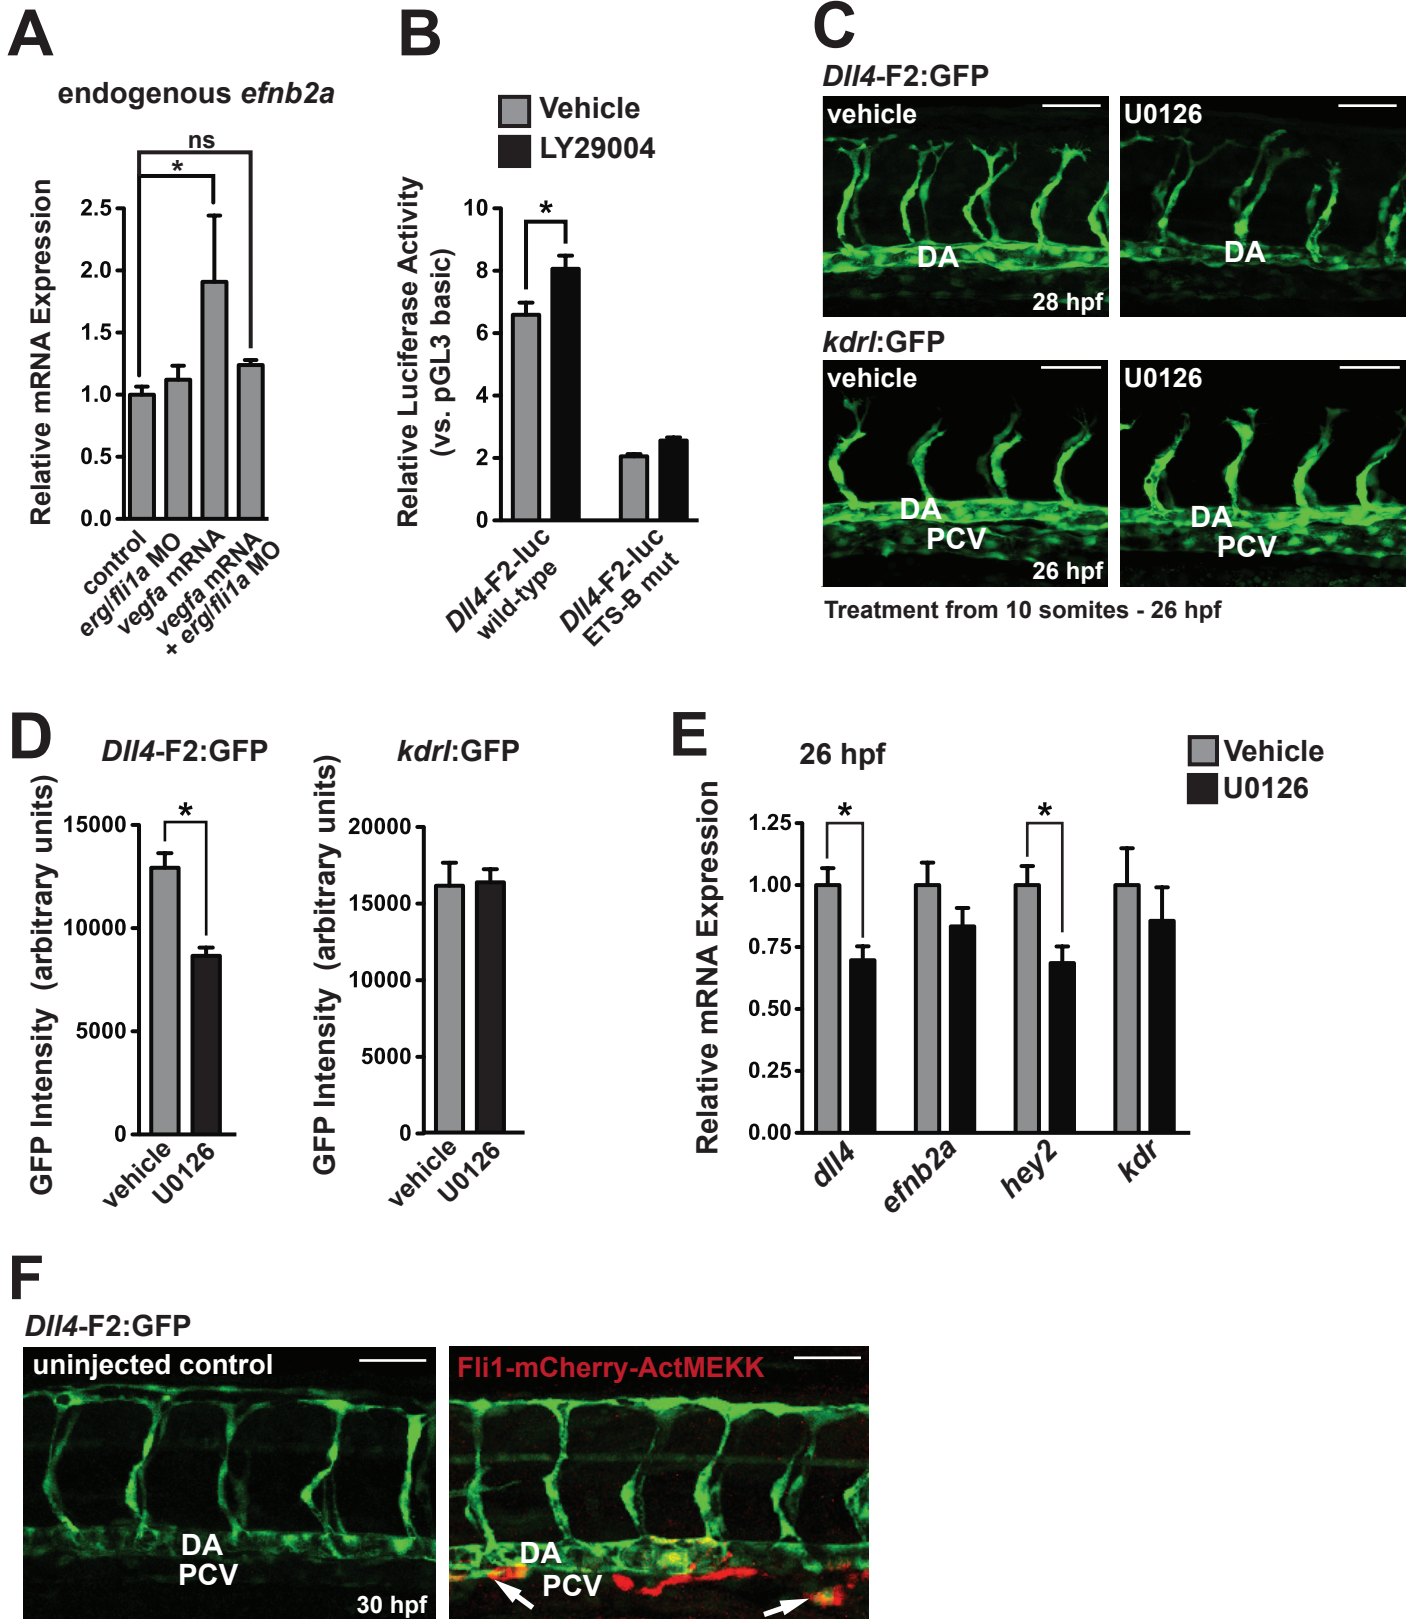 A
endogenous efnb2a
ns
*
Relative mRNA Expression
2.5
2.0
1.5
1.0
0.5
0.0
control
erg/fli1a MO
vegfa mRNA
vegfa mRNA
+ erg/fli1a MO
B
Vehicle
LY29004
Relative Luciferase Activity
(vs. pGL3 basic)
*
10
8
6
4
2
0
Dll4-F2-luc
wild-type
Dll4-F2-luc
ETS-B mut
C
Dll4-F2:GFP
vehicle
DA
28 hpf
U0126
DA
kdrl:GFP
vehicle
DA
PCV
26 hpf
U0126
DA
PCV
Treatment from 10 somites - 26 hpf
D
Dll4-F2:GFP
GFP Intensity (arbitrary units)
*
15000
10000
5000
0
vehicle
U0126
kdrl:GFP
GFP Intensity (arbitrary units)
20000
15000
10000
5000
0
vehicle
U0126
E
26 hpf
Vehicle
U0126
Relative mRNA Expression
*
*
1.25
1.00
0.75
0.50
0.25
0.00
dll4
efnb2a
hey2
kdr
F
Dll4-F2:GFP
uninjected control
DA
PCV
30 hpf
Fli1-mCherry-ActMEKK
DA
PCV